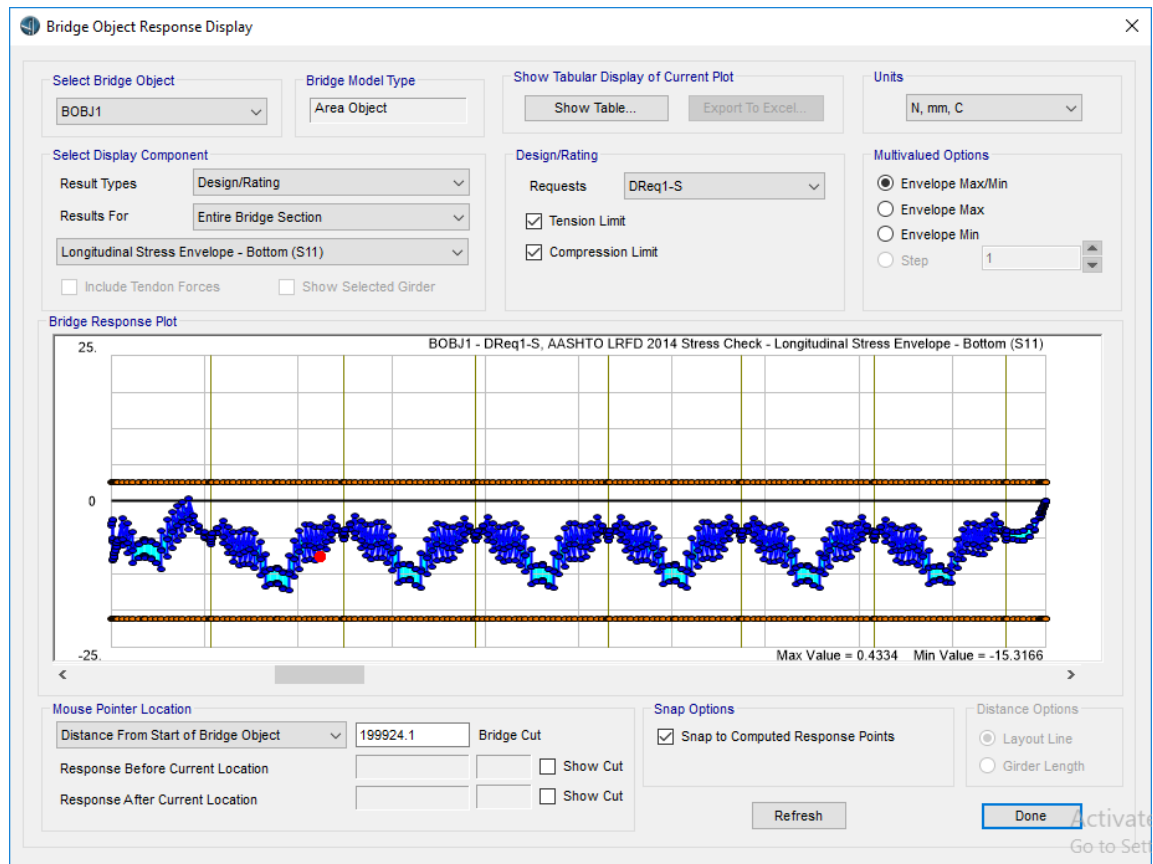 Bridge Object Response Display
Select Bridge Object
BOBJ1
Bridge Model Type
Area Object
Show Tabular Display of Current Plot
Show Table...
Export To Excel...
Units
N, mm, C
Select Display Component
Result Types
Design/Rating
Results For
Entire Bridge Section
Longitudinal Stress Envelope - Bottom (S11)
Include Tendon Forces
Show Selected Girder
Design/Rating
Requests
DReq1-S
Tension Limit
Compression Limit
Multivalued Options
Envelope Max/Min
Envelope Max
Envelope Min
Step
1
Bridge Response Plot
BOBJ1 - DReq1-S, AASHTO LRFD 2014 Stress Check - Longitudinal Stress Envelope - Bottom (S11)
25.
0
-25.
Max Value = 0.4334 Min Value = -15.3166
Mouse Pointer Location
Distance From Start of Bridge Object
199924.1
Bridge Cut
Response Before Current Location
Show Cut
Response After Current Location
Show Cut
Snap Options
Snap to Computed Response Points
Distance Options
Layout Line
Girder Length
Refresh
Done
Activate
Go to Sett